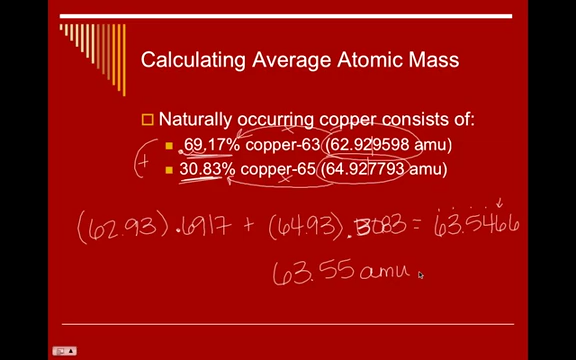 Calculating Average Atomic Mass
Naturally occurring copper consists of:
.69.17% copper-63 (62.929598 amu)
30.83% copper-65 (64.927793 amu)
(62.93) .6917 + (64.93) .3083 = 63.5466
63.55 amu